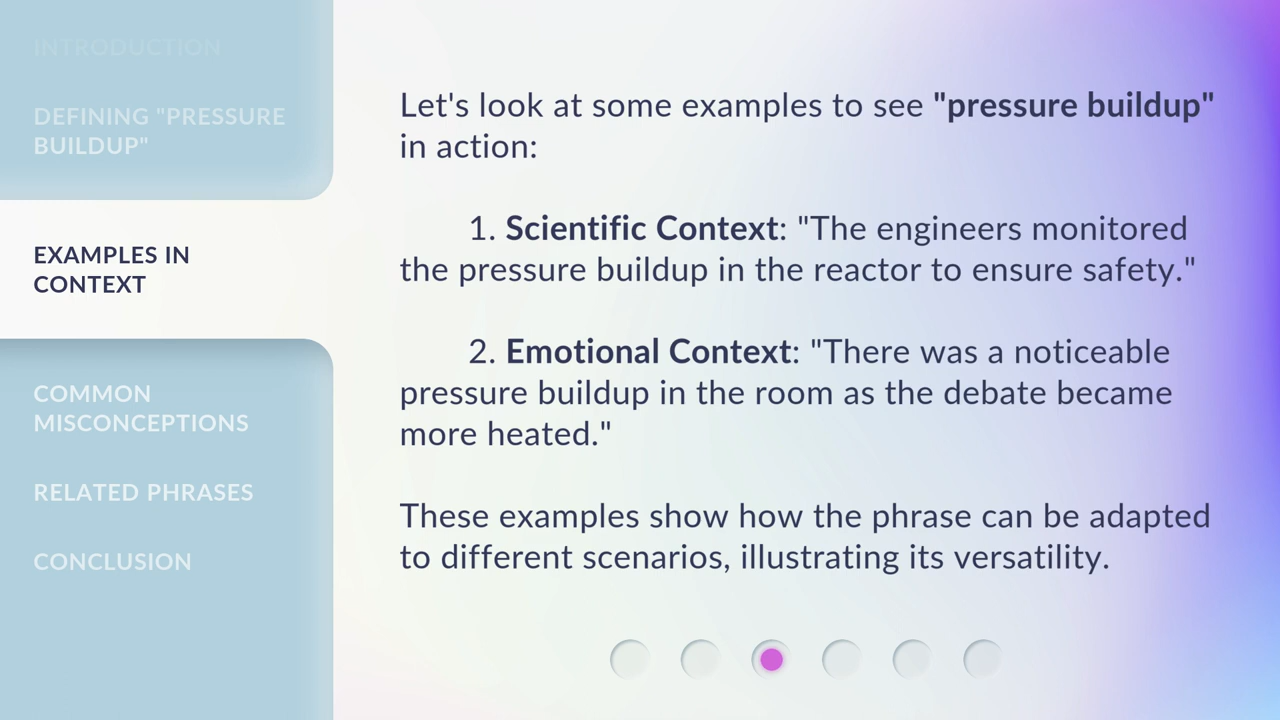 INTRODUCTION
DEFINING "PRESSURE
BUILDUP"
EXAMPLES IN
CONTEXT
COMMON
MISCONCEPTIONS
RELATED PHRASES
CONCLUSION
Let's look at some examples to see "pressure buildup"
in action:
1. Scientific Context: "The engineers monitored
the pressure buildup in the reactor to ensure safety."
2. Emotional Context: "There was a noticeable
pressure buildup in the room as the debate became
more heated."
These examples show how the phrase can be adapted
to different scenarios, illustrating its versatility.